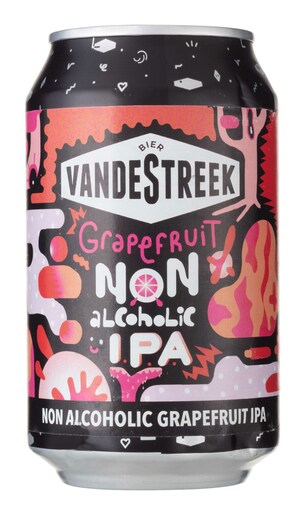 BIER
VANDESTREEK
GRaPEFRUiT
NON
aLCoHoLiC
IPA
NON ALCOHOLIC GRAPEFRUIT IPA